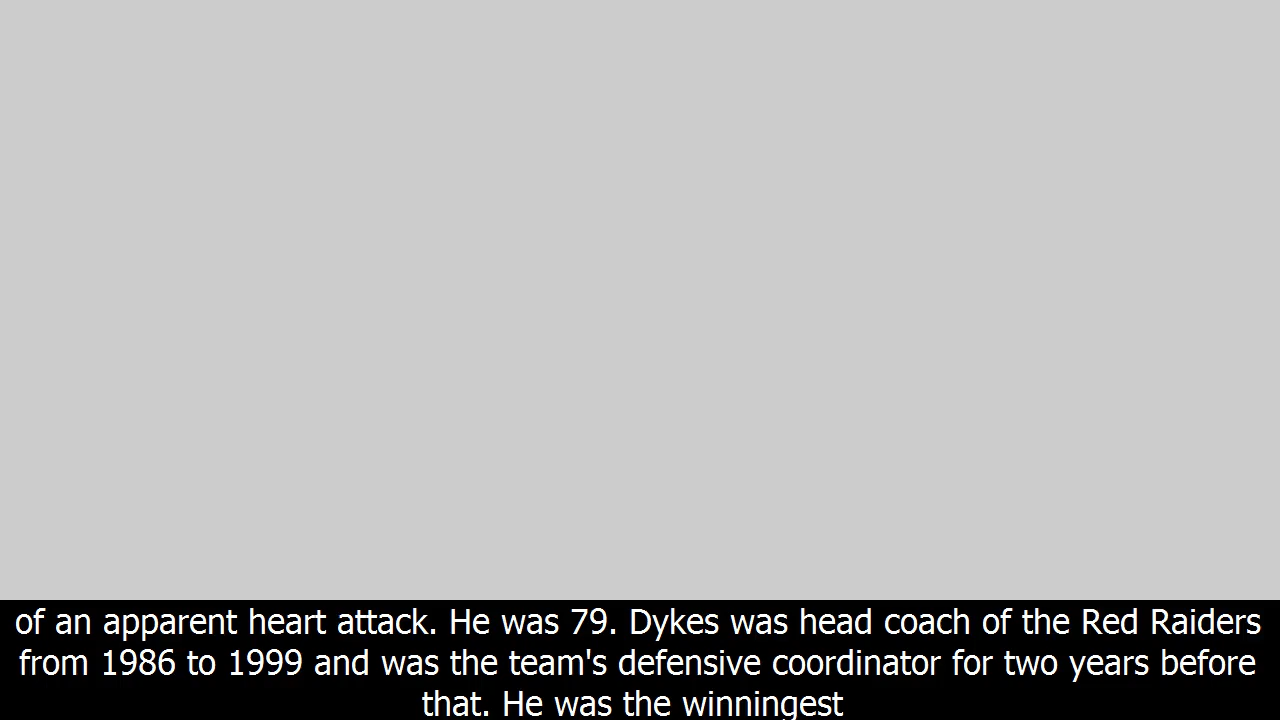 of an apparent heart attack. He was 79. Dykes was head coach of the Red Raiders
from 1986 to 1999 and was the team's defensive coordinator for two years before
that. He was the winningest